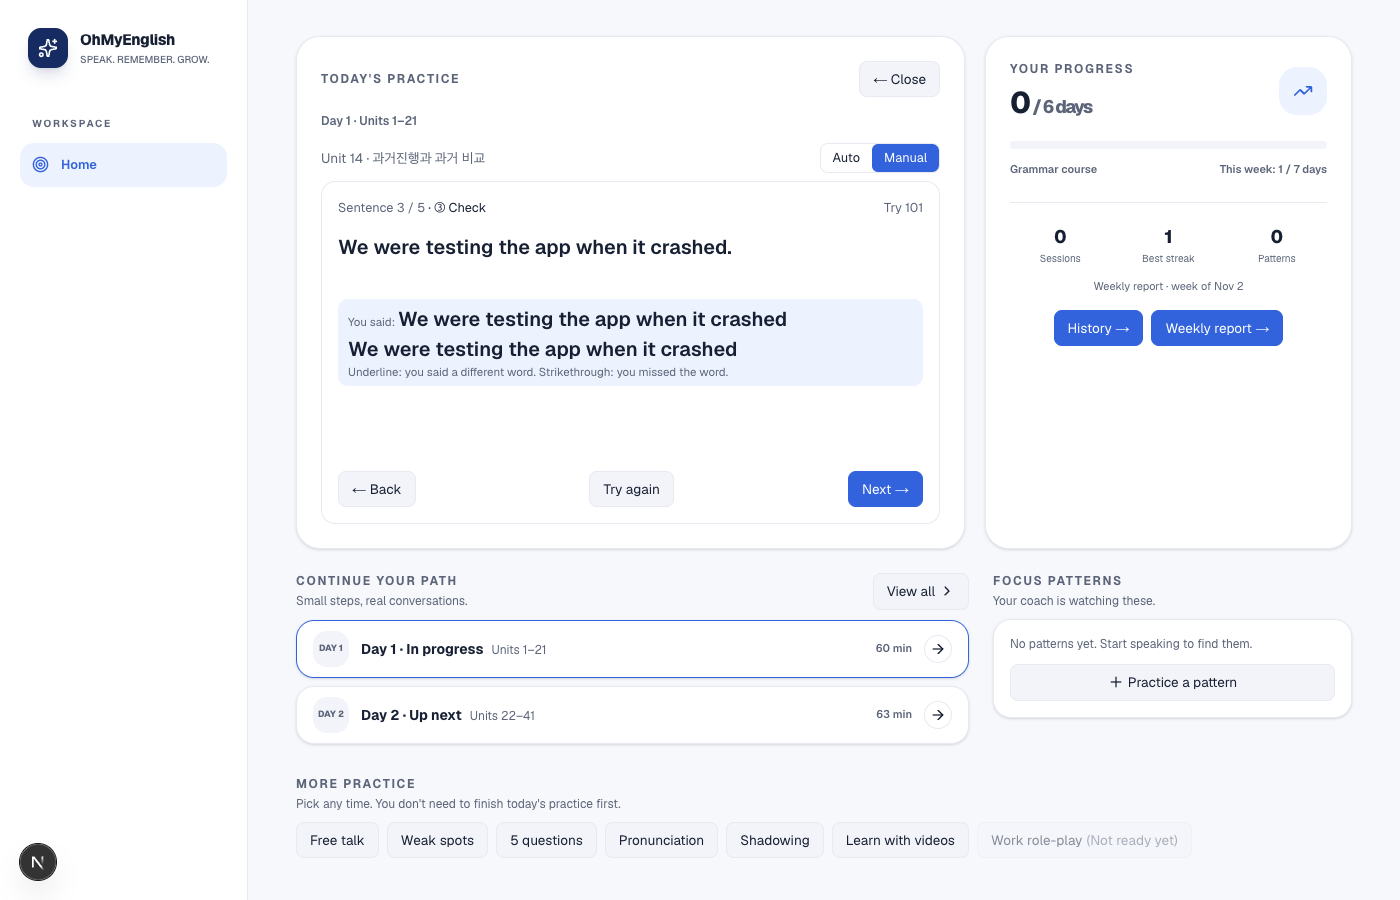 OhMyEnglish
SPEAK. REMEMBER. GROW.
WORKSPACE
Home
TODAY'S PRACTICE
← Close
Day 1 · Units 1–21
Unit 14 · 과거진행과 과거 비교
Auto
Manual
Sentence 3 / 5 · ③ Check
Try 101
We were testing the app when it crashed.
You said: We were testing the app when it crashed
We were testing the app when it crashed
Underline: you said a different word. Strikethrough: you missed the word.
← Back
Try again
Next →
YOUR PROGRESS
0 / 6 days
Grammar course
This week: 1 / 7 days
0
Sessions
1
Best streak
0
Patterns
Weekly report · week of Nov 2
History →
Weekly report →
CONTINUE YOUR PATH
Small steps, real conversations.
View all
DAY 1
Day 1 · In progress Units 1–21
60 min
DAY 2
Day 2 · Up next Units 22–41
63 min
FOCUS PATTERNS
Your coach is watching these.
No patterns yet. Start speaking to find them.
Practice a pattern
MORE PRACTICE
Pick any time. You don't need to finish today's practice first.
Free talk
Weak spots
5 questions
Pronunciation
Shadowing
Learn with videos
Work role-play (Not ready yet)
N